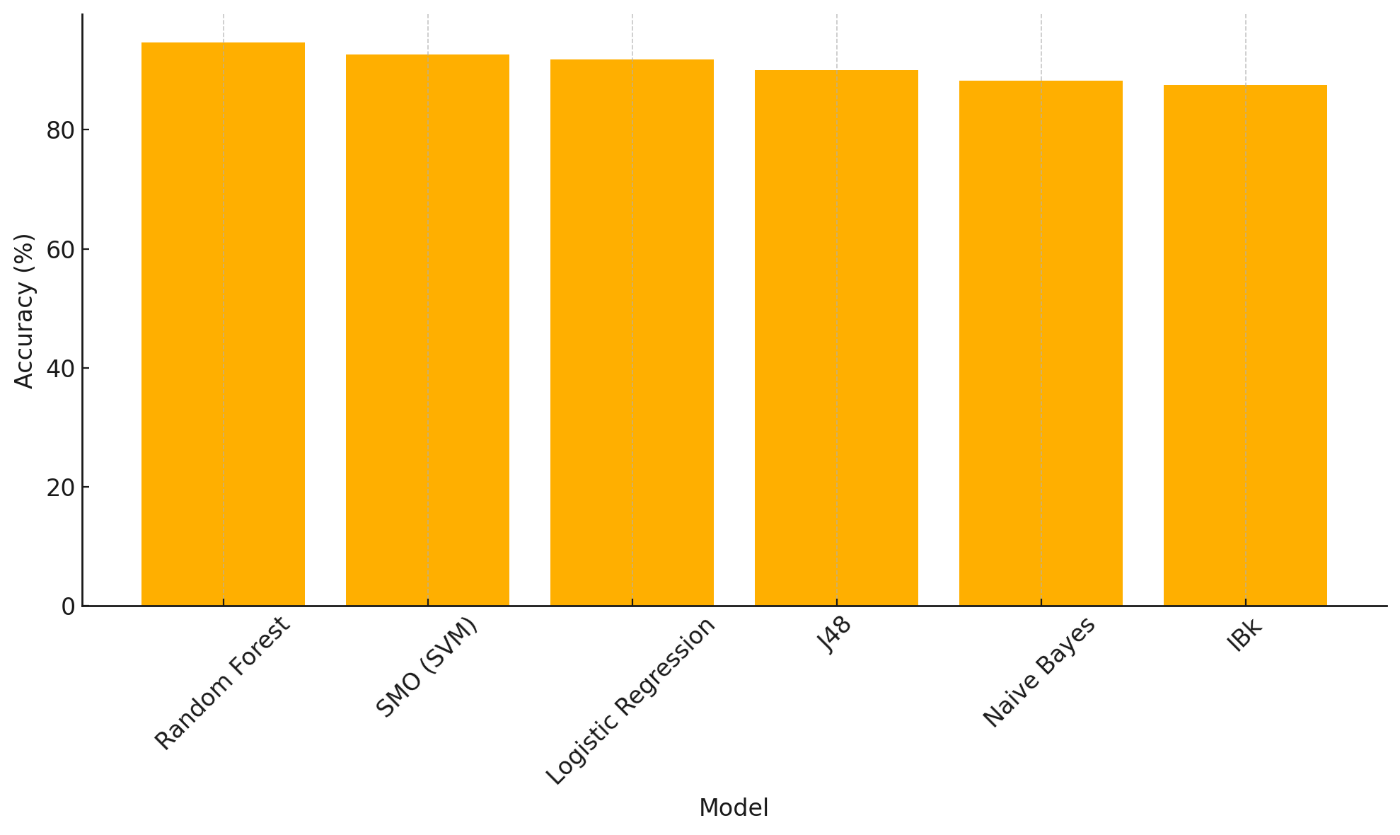 Accuracy (%)
80
60
40
20
0
Random Forest
SMO (SVM)
Logistic Regression
J48
Naive Bayes
IBk
Model